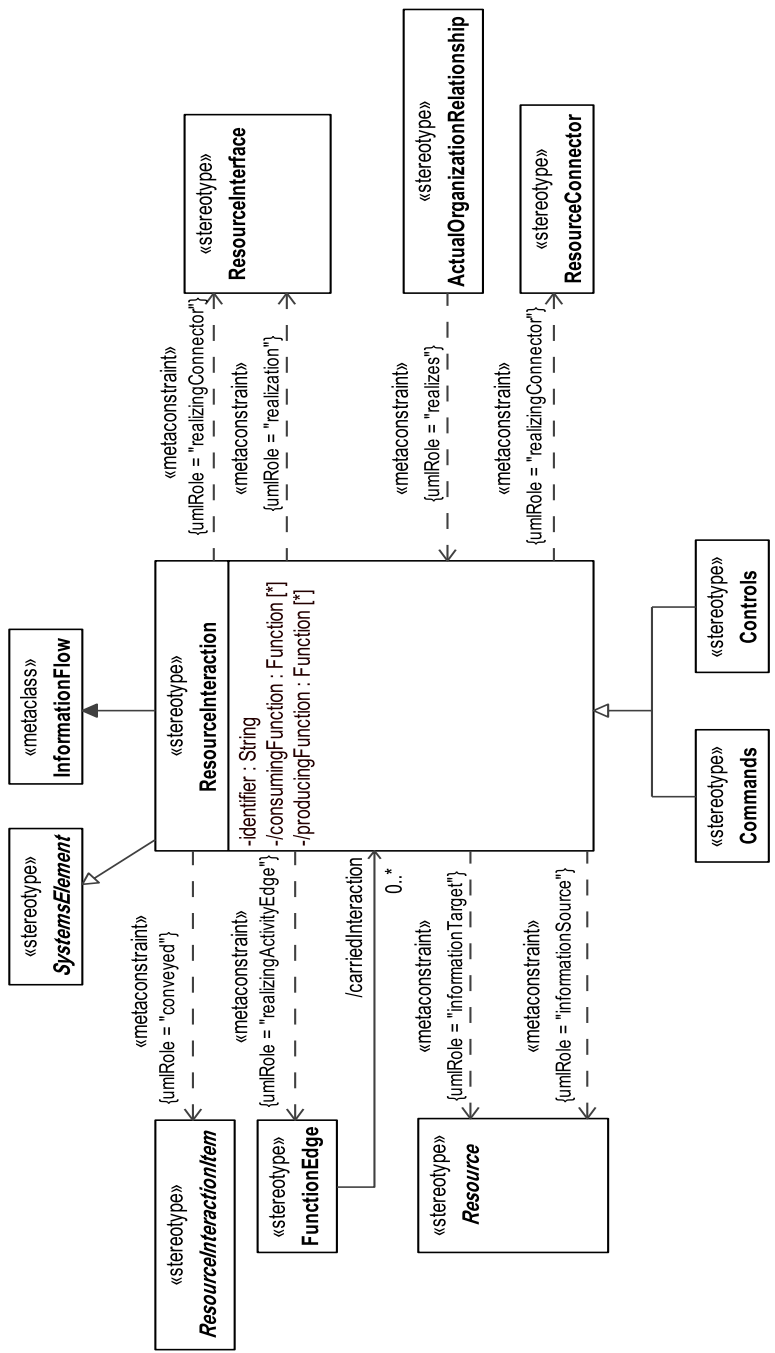 «stereotype»
SystemsElement
«metaclass»
InformationFlow
«stereotype»
ResourceInteractionItem
«metaconstraint»
{umlRole = "conveyed"}
«stereotype»
ResourceInteraction
-identifier : String
-/consumingFunction : Function [*]
-/producingFunction : Function [*]
«metaconstraint»
{umlRole = "realizingConnector"}
«metaconstraint»
{umlRole = "realization"}
«stereotype»
ResourceInterface
«stereotype»
FunctionEdge
«metaconstraint»
{umlRole = "realizingActivityEdge"}
/carriedInteraction
0..*
«metaconstraint»
{umlRole = "realizes"}
«stereotype»
ActualOrganizationRelationship
«stereotype»
Resource
«metaconstraint»
{umlRole = "informationTarget"}
«metaconstraint»
{umlRole = "informationSource"}
«metaconstraint»
{umlRole = "realizingConnector"}
«stereotype»
ResourceConnector
«stereotype»
Commands
«stereotype»
Controls